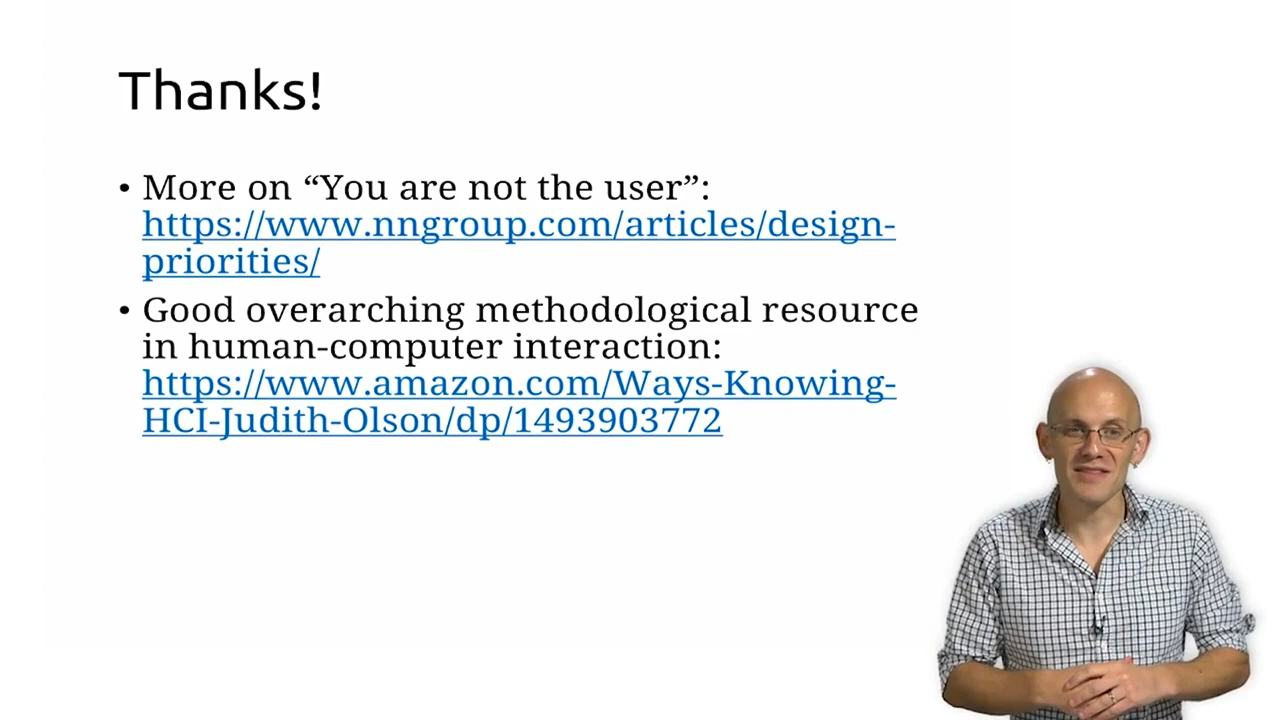 Thanks!
• More on “You are not the user”:
https://www.nngroup.com/articles/design-
priorities/
• Good overarching methodological resource
in human-computer interaction:
https://www.amazon.com/Ways-Knowing-
HCI-Judith-Olson/dp/1493903772